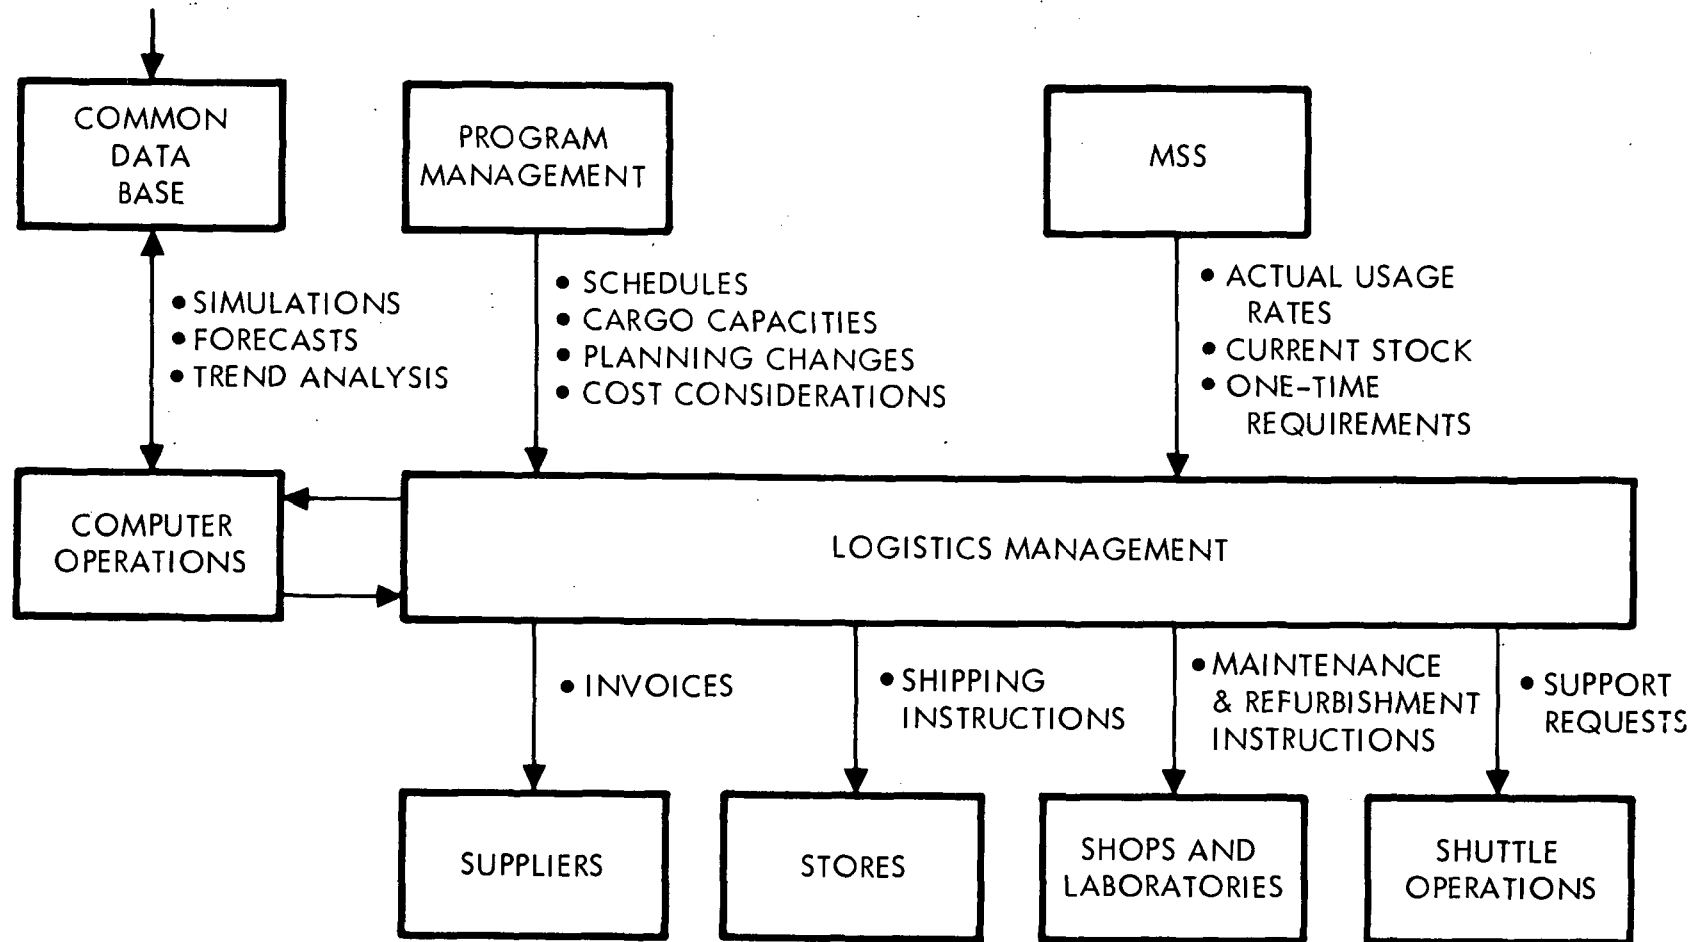 COMMON
DATA
BASE
PROGRAM
MANAGEMENT
MSS
• SIMULATIONS
• FORECASTS
• TREND ANALYSIS
• SCHEDULES
• CARGO CAPACITIES
• PLANNING CHANGES
• COST CONSIDERATIONS
• ACTUAL USAGE
RATES
• CURRENT STOCK
• ONE-TIME
REQUIREMENTS
COMPUTER
OPERATIONS
LOGISTICS MANAGEMENT
• INVOICES
• SHIPPING
INSTRUCTIONS
• MAINTENANCE
& REFURBISHMENT
INSTRUCTIONS
• SUPPORT
REQUESTS
SUPPLIERS
STORES
SHOPS AND
LABORATORIES
SHUTTLE
OPERATIONS